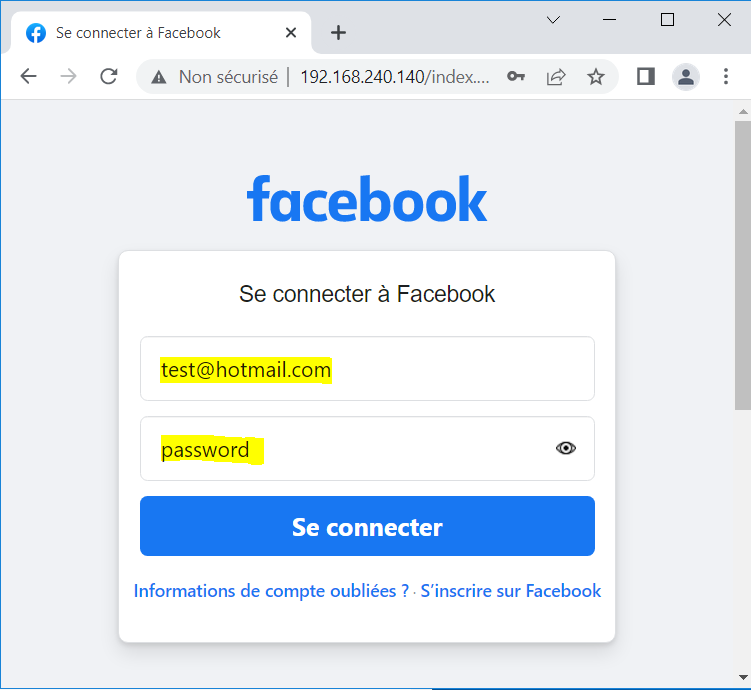 Se connecter à Facebook
Non sécurisé | 192.168.240.140/index....
facebook
Se connecter à Facebook
test@hotmail.com
password
Se connecter
Informations de compte oubliées ? · S’inscrire sur Facebook